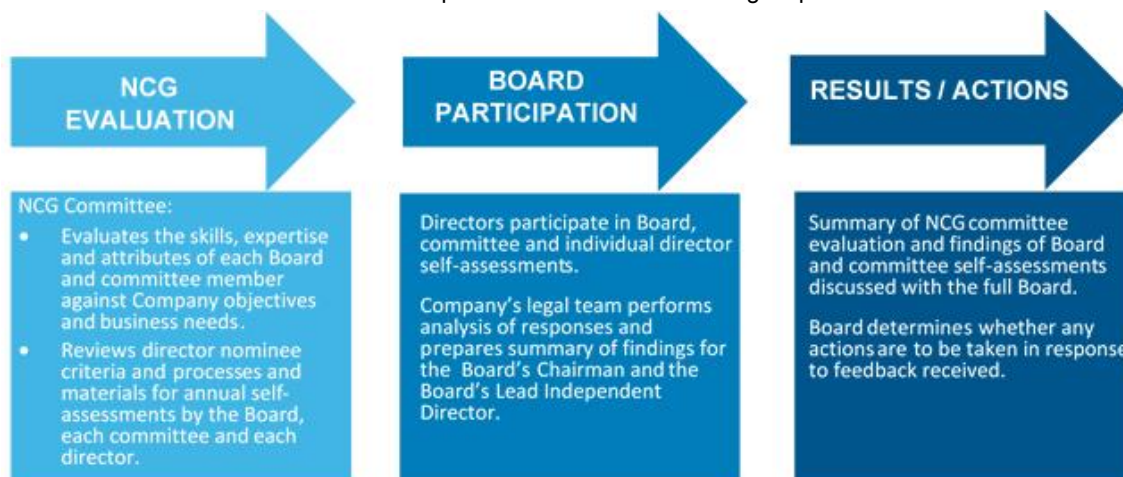 NCG
EVALUATION
NCG Committee:
• Evaluates the skills, expertise
and attributes of each Board
and committee member
against Company objectives
and business needs.
• Reviews director nominee
criteria and processes and
materials for annual self-
assessments by the Board,
each committee and each
director.
BOARD
PARTICIPATION
Directors participate in Board,
committee and individual director
self-assessments.
Company's legal team performs
analysis of responses and
prepares summary of findings for
the Board's Chairman and the
Board's Lead Independent
Director.
RESULTS / ACTIONS
Summary of NCG committee
evaluation and findings of Board
and committee self-assessments
discussed with the full Board.
Board determines whether any
actions are to be taken in response
to feedback received.